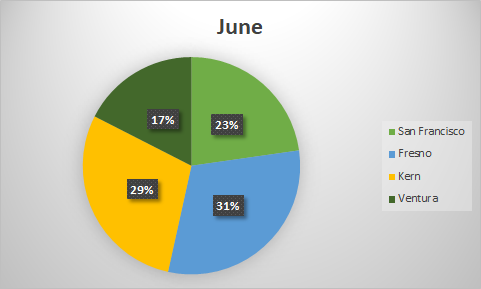 June
23%
17%
29%
31%
San Francisco
Fresno
Kern
Ventura